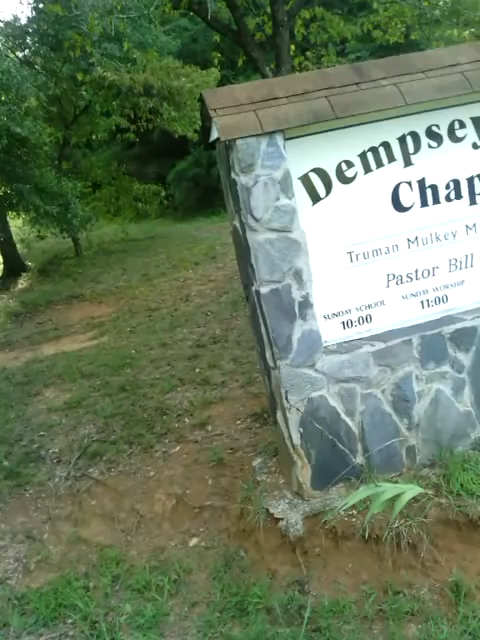 Dempsey
Chap
Truman Mulkey M
Pastor Bill
SUNDAY SCHOOL SUNDAY WORSHIP
10:00 11:00